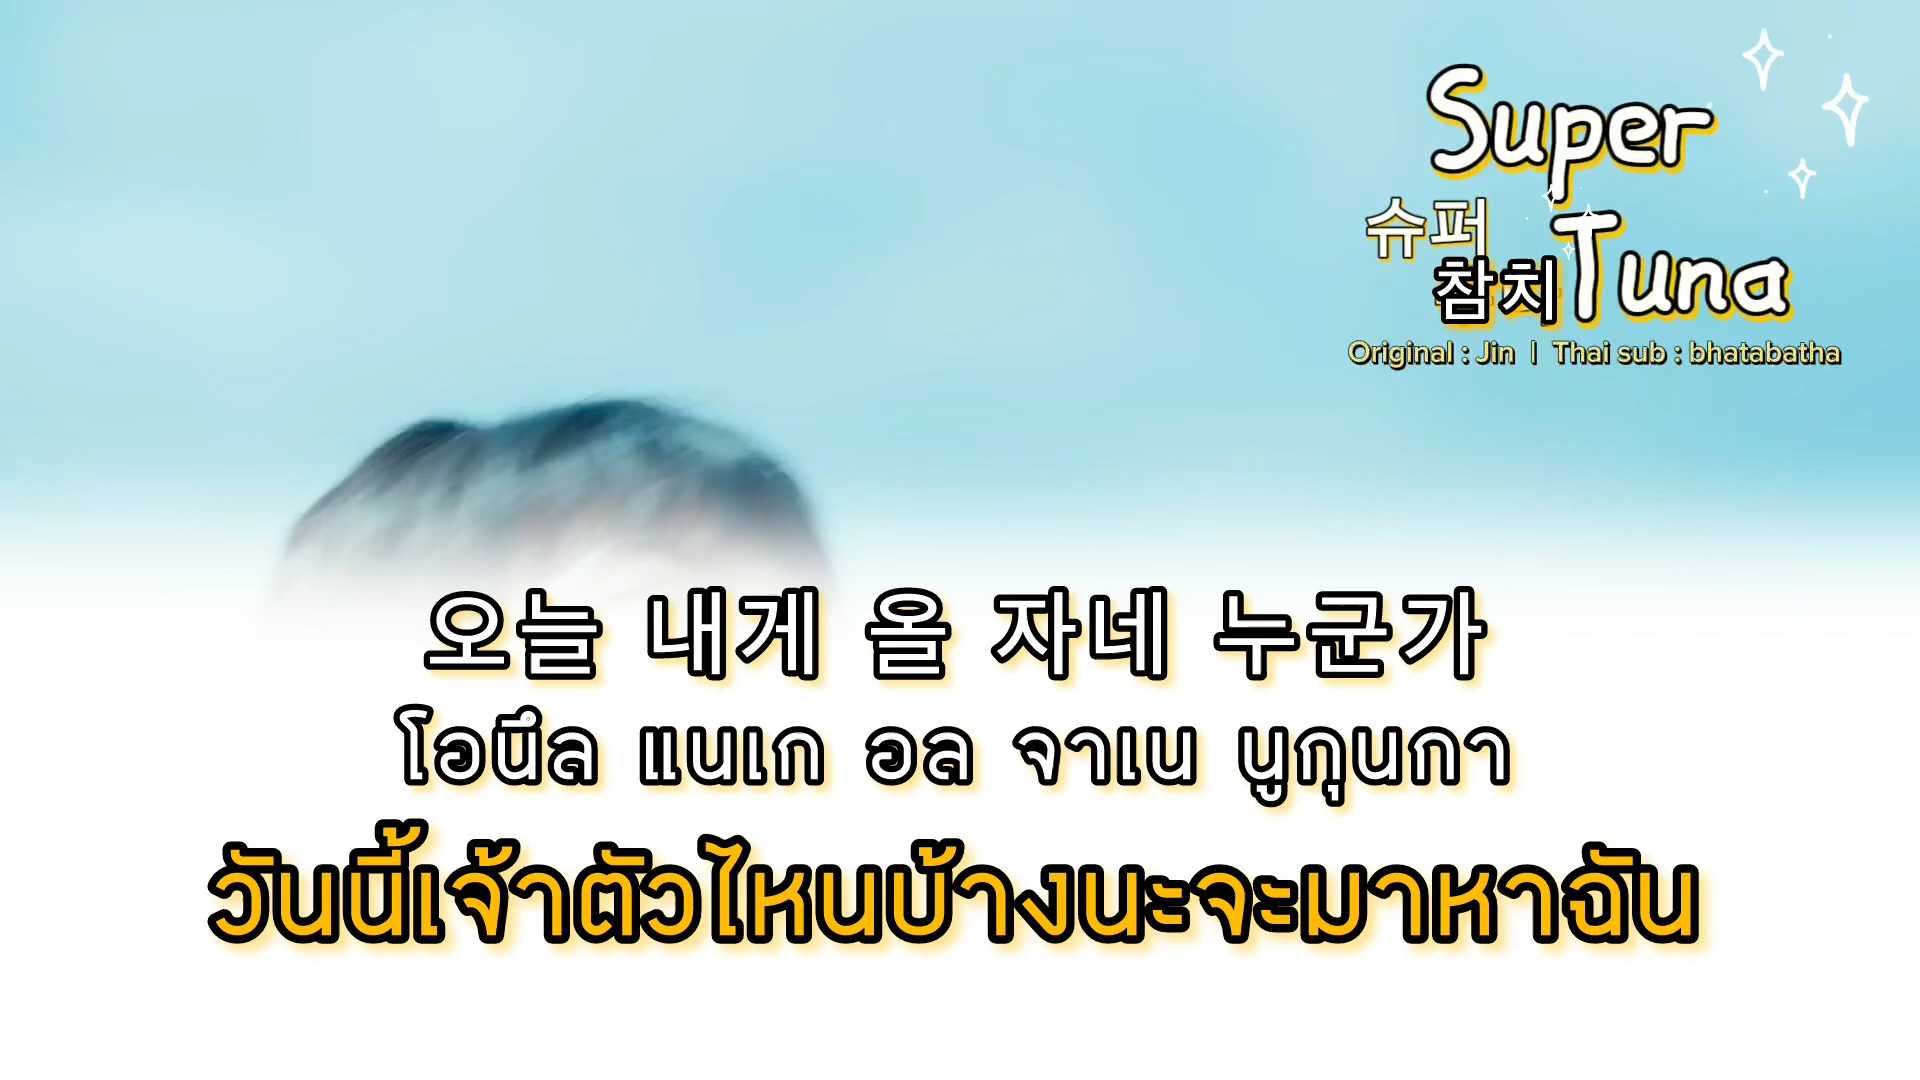 Super
슈퍼
참치 Tuna
Original : Jin | Thai sub : bhatabatha
오늘 내게 올 자네 누군가
โอนึล แนเก อล จาเน นูกุนกา
วันนี้เจ้าตัวไหนบ้างนะจะมาหาฉัน